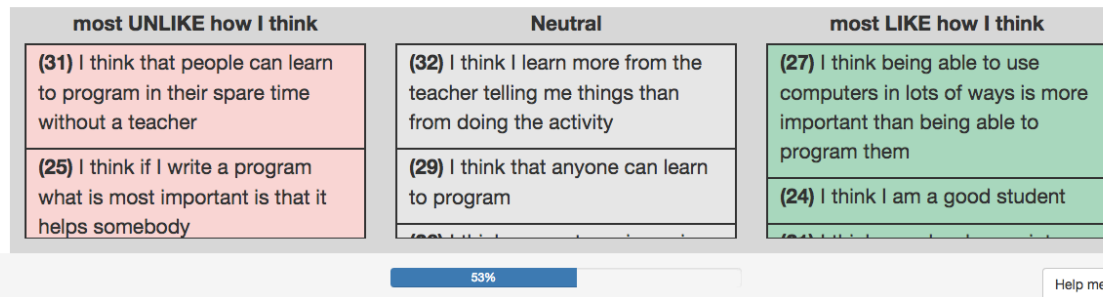 most UNLIKE how I think
(31) I think that people can learn
to program in their spare time
without a teacher
(25) I think if I write a program
what is most important is that it
helps somebody
Neutral
(32) I think I learn more from the
teacher telling me things than
from doing the activity
(29) I think that anyone can learn
to program
most LIKE how I think
(27) I think being able to use
computers in lots of ways is more
important than being able to
program them
(24) I think I am a good student
53%
Help me